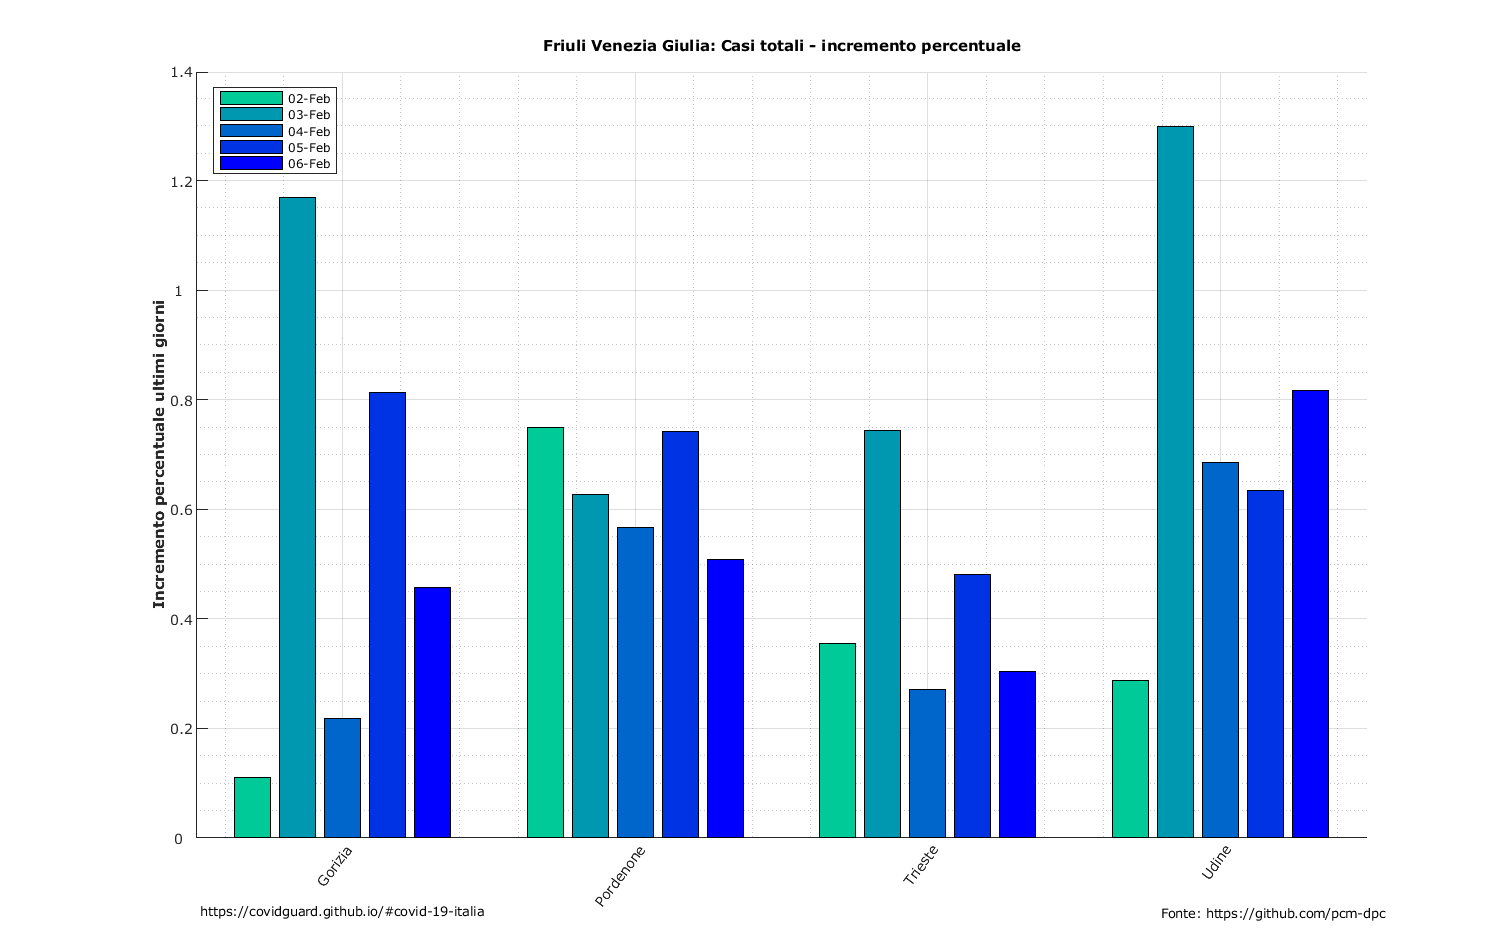 Friuli Venezia Giulia: Casi totali - incremento percentuale
1.4
1.2
1
0.8
0.6
0.4
0.2
0
Incremento percentuale ultimi giorni
02-Feb
03-Feb
04-Feb
05-Feb
06-Feb
Gorizia
Pordenone
Trieste
Udine
https://covidguard.github.io/#covid-19-italia
Fonte: https://github.com/pcm-dpc